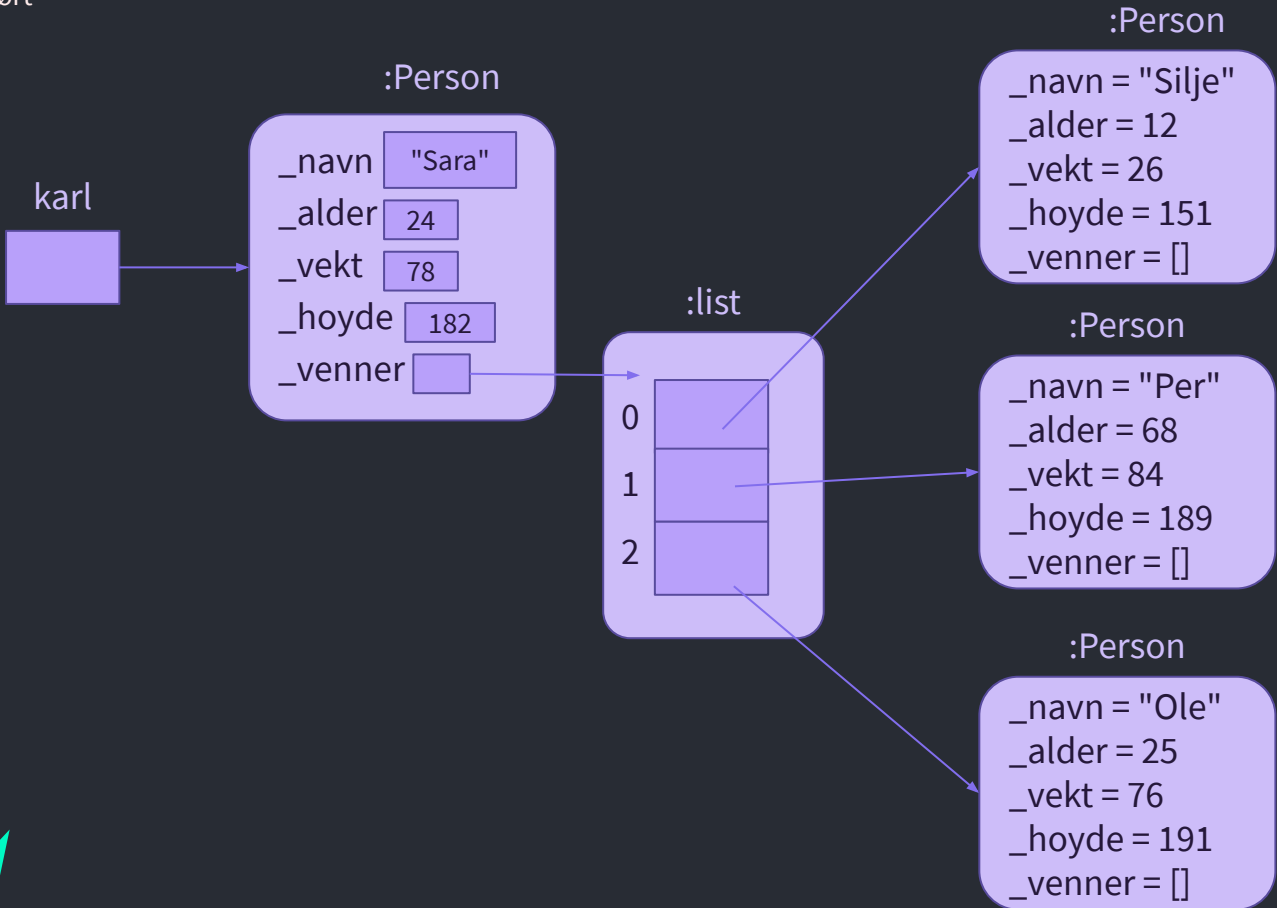 karl
:Person
_navn "Sara"
_alder 24
_vekt 78
_hoyde 182
_venner
:list
0
1
2
:Person
_navn = "Silje"
_alder = 12
_vekt = 26
_hoyde = 151
_venner = []
:Person
_navn = "Per"
_alder = 68
_vekt = 84
_hoyde = 189
_venner = []
:Person
_navn = "Ole"
_alder = 25
_vekt = 76
_hoyde = 191
_venner = []